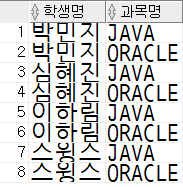 학생명 과목명
1 박민지 JAVA
2 박민지 ORACLE
3 심혜진 JAVA
4 심혜진 ORACLE
5 이하림 JAVA
6 이하림 ORACLE
7 스윙스 JAVA
8 스윙스 ORACLE